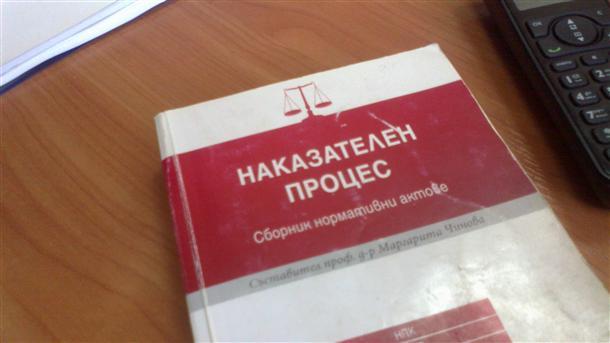 НАКАЗАТЕЛЕН
ПРОЦЕС
Сборник нормативни актове
Съставител проф. д-р Маргарита Чинова
НПК